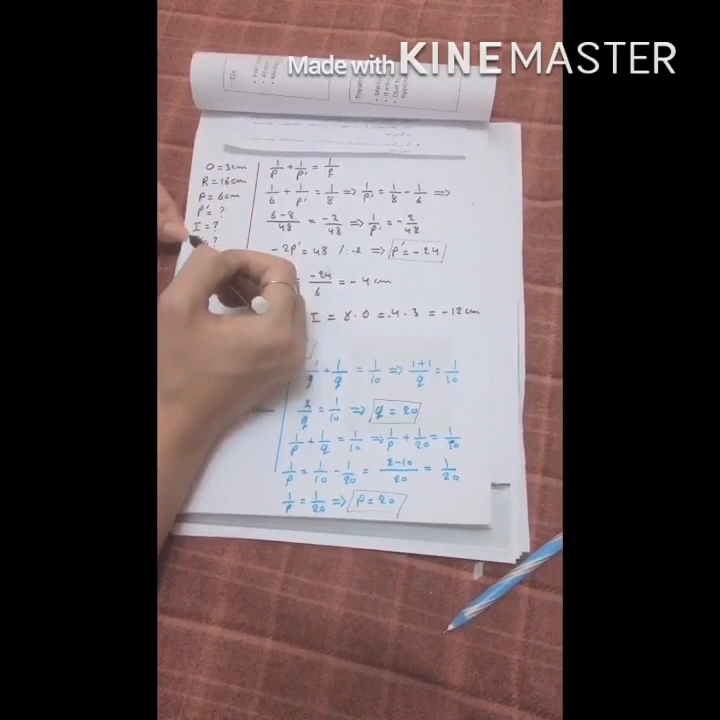 Made with KINEMASTER
O = 3cm
R = 16cm
P = 6cm
P' = ?
I = ?
= ?
1/P + 1/P' = 1/f
1/6 + 1/P' = 1/8 => 1/P' = 1/8 - 1/6 =>
6-8/48 = -2/48 => 1/P' = -2/48
-2P' = 48 /:-2 => P' = -24
= -24/6 = -4cm
I = γ·O = -4·3 = -12cm
+ 1/q = 1/10 => 1+1/q = 1/10
2/q = 1/10 => q = 20
1/P + 1/q = 1/10 => 1/P + 1/20 = 1/10
1/P = 1/10 - 1/20 = 2-10/20 = 1/20
1/P = 1/20 => P = 20